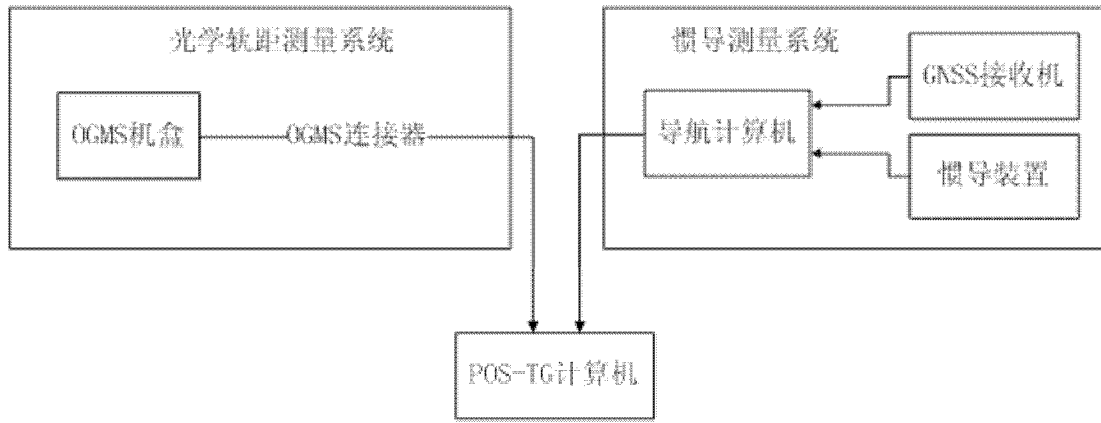 光学轨距测量系统
OGMS机盒
OGMS连接器
惯导测量系统
导航计算机
GNSS接收机
惯导装置
POS-TG计算机